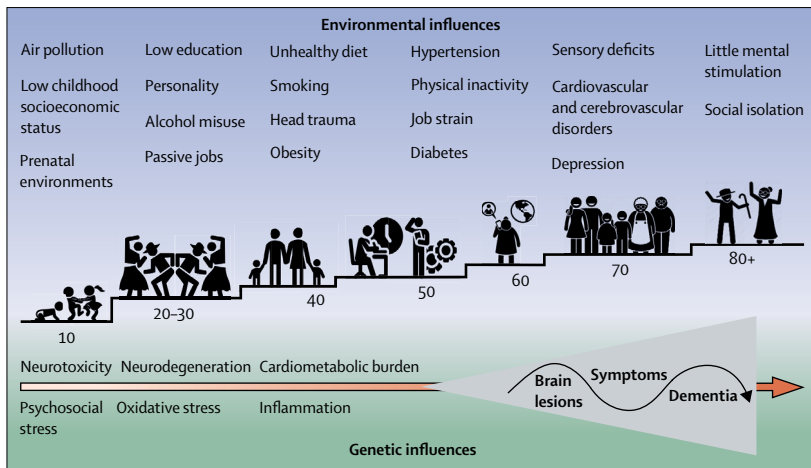 Environmental influences
Air pollution
Low childhood
socioeconomic
status
Prenatal
environments
Low education
Personality
Alcohol misuse
Passive jobs
Unhealthy diet
Smoking
Head trauma
Obesity
Hypertension
Physical inactivity
Job strain
Diabetes
Sensory deficits
Cardiovascular
and cerebrovascular
disorders
Depression
Little mental
stimulation
Social isolation
10
20–30
40
50
60
70
80+
Neurotoxicity
Neurodegeneration
Cardiometabolic burden
Psychosocial
stress
Oxidative stress
Inflammation
Brain
lesions
Symptoms
Dementia
Genetic influences